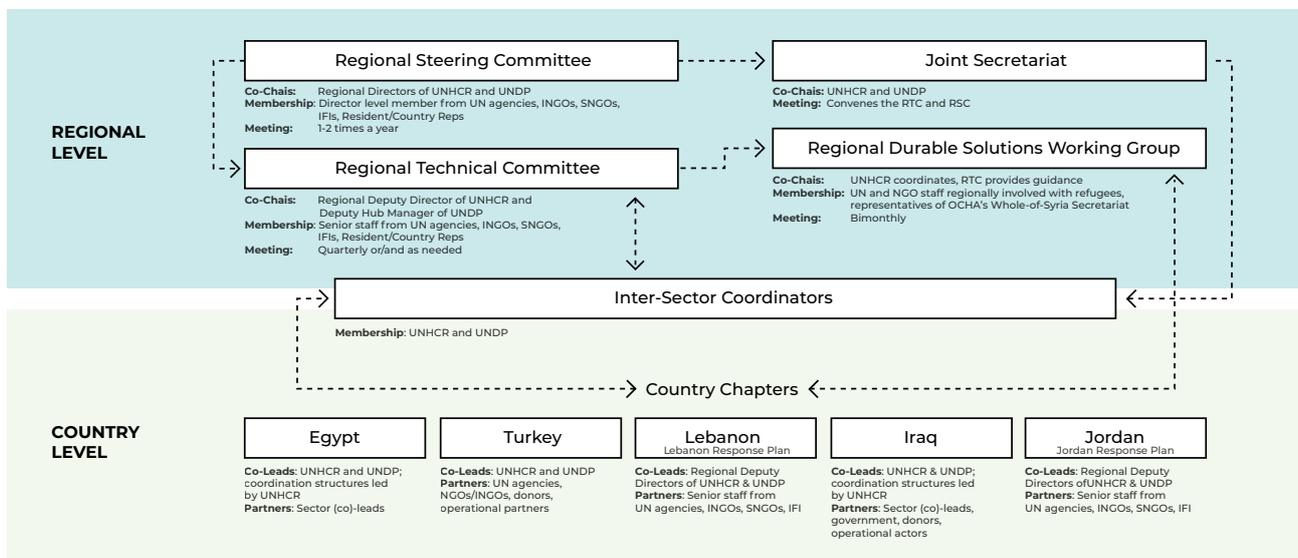 REGIONAL
LEVEL
Regional Steering Committee
Co-Chais: Regional Directors of UNHCR and UNDP
Membership: Director level member from UN agencies, INGOs, SNGOs,
IFIs, Resident/Country Reps
Meeting: 1-2 times a year
Joint Secretariat
Co-Chais: UNHCR and UNDP
Meeting: Convenes the RTC and RSC
Regional Technical Committee
Co-Chais: Regional Deputy Director of UNHCR and
Deputy Hub Manager of UNDP
Membership: Senior staff from UN agencies, INGOs, SNGOs,
IFIs, Resident/Country Reps
Meeting: Quarterly or/and as needed
Regional Durable Solutions Working Group
Co-Chais: UNHCR coordinates, RTC provides guidance
Membership: UN and NGO staff regionally involved with refugees,
representatives of OCHA's Whole-of-Syria Secretariat
Meeting: Bimonthly
Inter-Sector Coordinators
Membership: UNHCR and UNDP
Country Chapters
COUNTRY
LEVEL
Egypt
Co-Leads: UNHCR and UNDP;
coordination structures led
by UNHCR
Partners: Sector (co)-leads
Turkey
Co-Leads: UNHCR and UNDP
Partners: UN agencies,
NGOs/INGOs, donors,
operational partners
Lebanon
Lebanon Response Plan
Co-Leads: Regional Deputy
Directors of UNHCR & UNDP
Partners: Senior staff from
UN agencies, INGOs, SNGOs, IFI
Iraq
Co-Leads: UNHCR & UNDP;
coordination structures led
by UNHCR
Partners: Sector (co)-leads,
government, donors,
operational actors
Jordan
Jordan Response Plan
Co-Leads: Regional Deputy
Directors ofUNHCR & UNDP
Partners: Senior staff from
UN agencies, INGOs, SNGOs, IFI